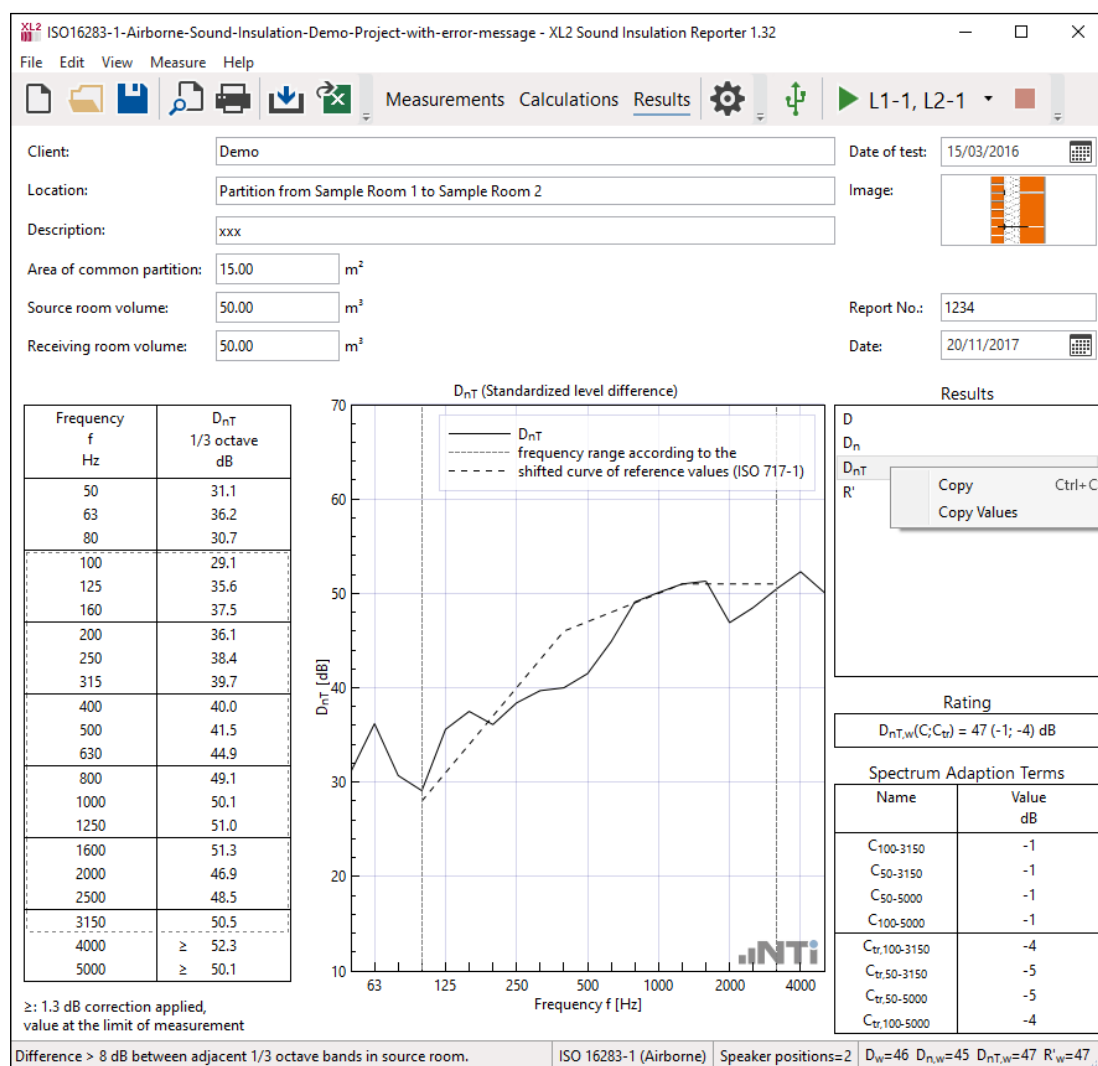 XL2 ISO16283-1-Airborne-Sound-Insulation-Demo-Project-with-error-message - XL2 Sound Insulation Reporter 1.32
File Edit View Measure Help
Measurements Calculations Results L1-1, L2-1
Client: Demo Date of test: 15/03/2016
Location: Partition from Sample Room 1 to Sample Room 2 Image:
Description: xxx
Area of common partition: 15.00 m²
Source room volume: 50.00 m³ Report No.: 1234
Receiving room volume: 50.00 m³ Date: 20/11/2017
Frequency DnT
f 1/3 octave
Hz dB
50 31.1
63 36.2
80 30.7
100 29.1
125 35.6
160 37.5
200 36.1
250 38.4
315 39.7
400 40.0
500 41.5
630 44.9
800 49.1
1000 50.1
1250 51.0
1600 51.3
2000 46.9
2500 48.5
3150 50.5
4000 ≥ 52.3
5000 ≥ 50.1
≥: 1.3 dB correction applied,
value at the limit of measurement
DnT (Standardized level difference)
DnT
frequency range according to the
shifted curve of reference values (ISO 717-1)
70
60
50
40
30
20
10
DnT [dB]
63 125 250 500 1000 2000 4000
Frequency f [Hz]
NTi
Results
D
Dn
DnT
R'
Copy Ctrl+C
Copy Values
Rating
DnT,w(C;Ctr) = 47 (-1; -4) dB
Spectrum Adaption Terms
Name Value
dB
C100-3150 -1
C50-3150 -1
C50-5000 -1
C100-5000 -1
Ctr,100-3150 -4
Ctr,50-3150 -5
Ctr,50-5000 -5
Ctr,100-5000 -4
Difference > 8 dB between adjacent 1/3 octave bands in source room. ISO 16283-1 (Airborne) Speaker positions=2 Dw=46 Dn,w=45 DnT,w=47 R'w=47